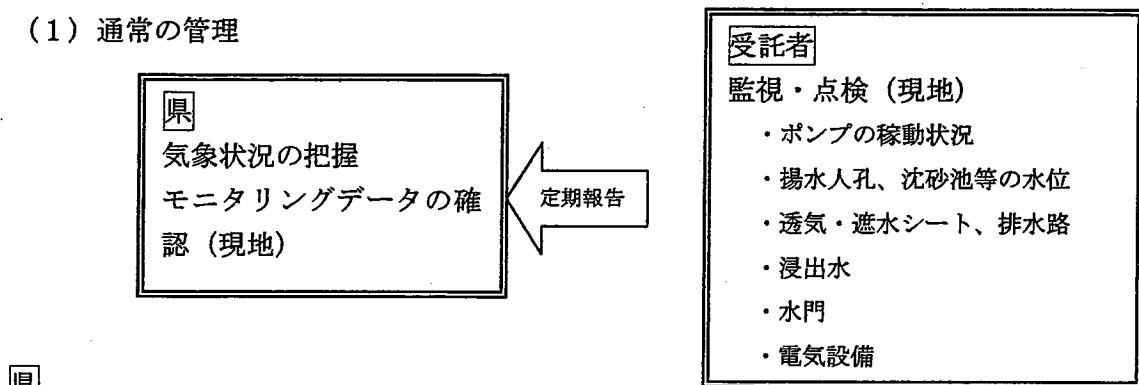 (1) 通常の管理
県
気象状況の把握
モニタリングデータの確
認(現地)
定期報告
受託者
監視・点検(現地)
・ポンプの稼動状況
・揚水人孔、沈砂池等の水位
・透気・遮水シート、排水路
・浸出水
・水門
・電気設備
県